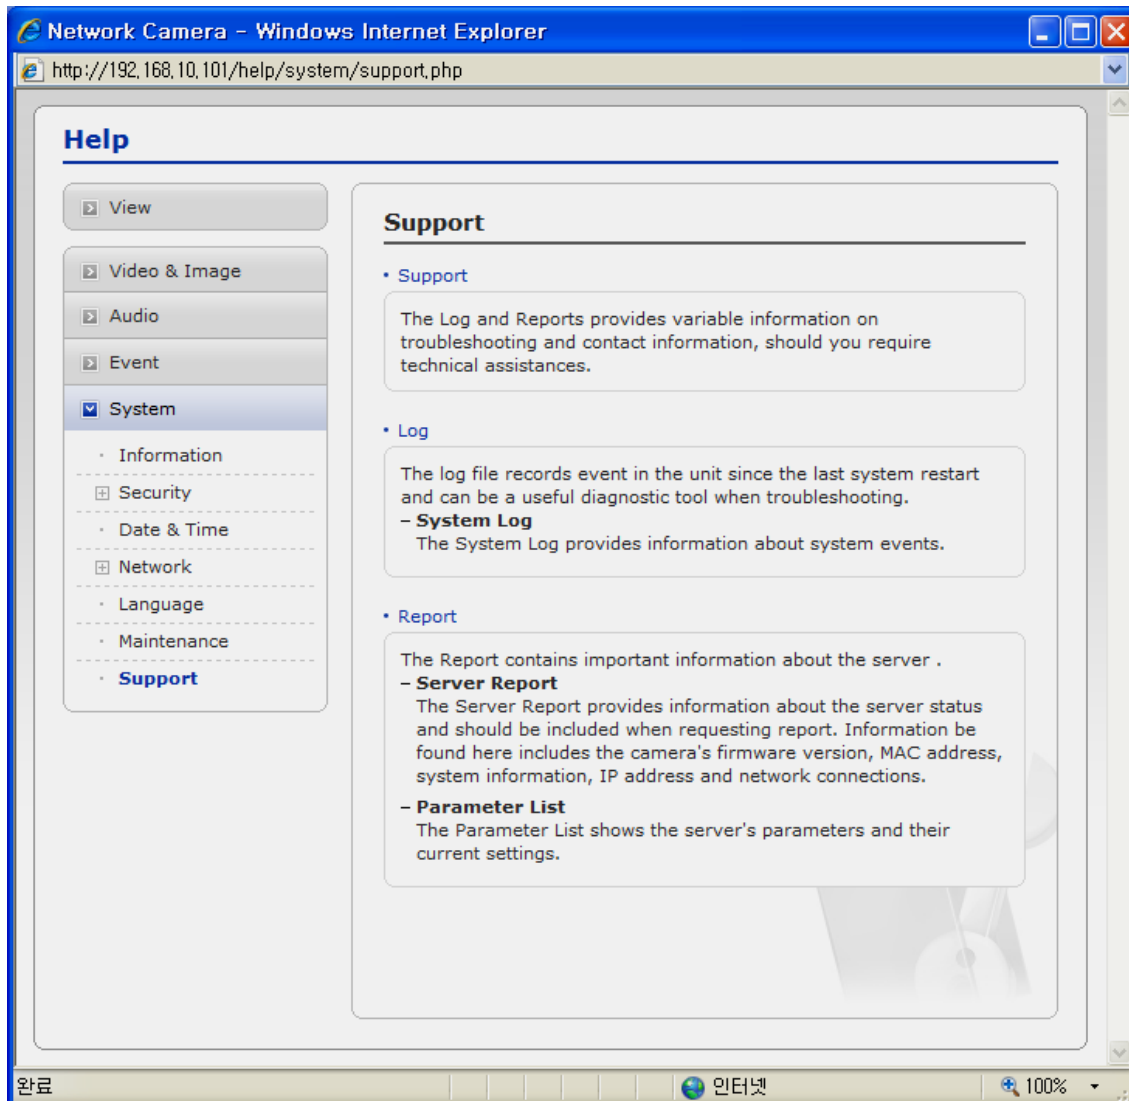 Network Camera - Windows Internet Explorer
http://192,168,10,101/help/system/support,php
Help
View
Video & Image
Audio
Event
System
· Information
Security
· Date & Time
Network
· Language
· Maintenance
· Support
Support
• Support
The Log and Reports provides variable information on
troubleshooting and contact information, should you require
technical assistances.
• Log
The log file records event in the unit since the last system restart
and can be a useful diagnostic tool when troubleshooting.
– System Log
The System Log provides information about system events.
• Report
The Report contains important information about the server .
– Server Report
The Server Report provides information about the server status
and should be included when requesting report. Information be
found here includes the camera's firmware version, MAC address,
system information, IP address and network connections.
– Parameter List
The Parameter List shows the server's parameters and their
current settings.
완료
인터넷
100%